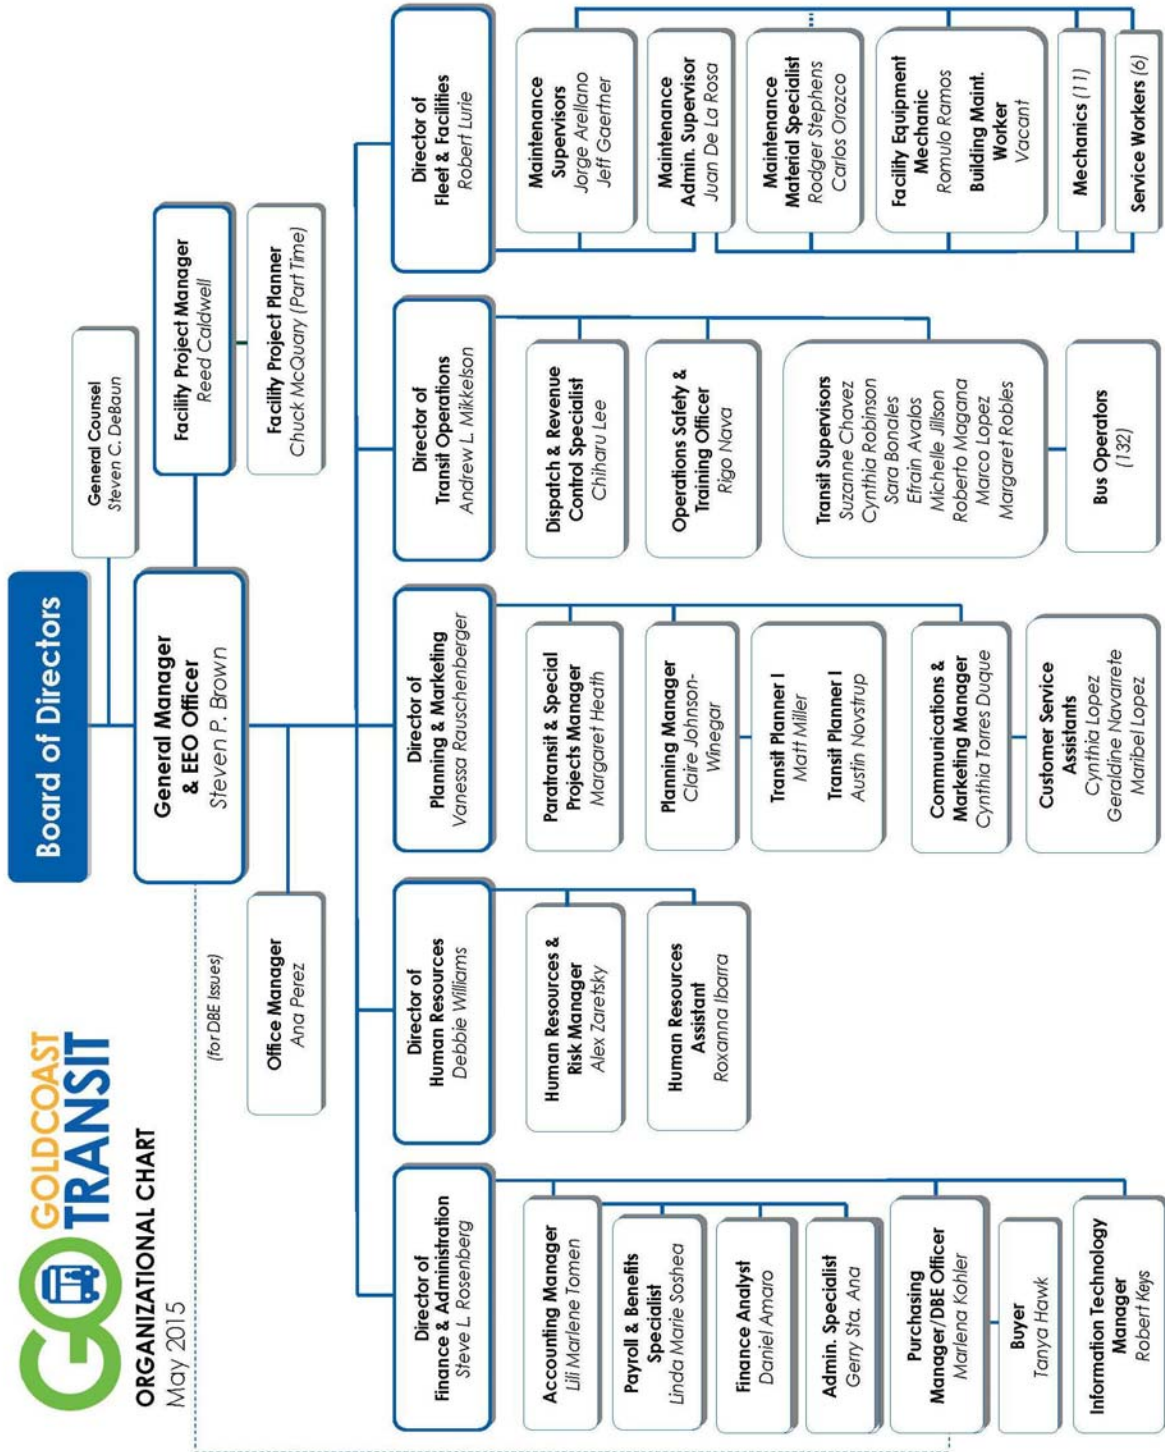 GO GOLDCOAST
TRANSIT
ORGANIZATIONAL CHART
May 2015
Board of Directors
General Counsel
Steven C. DeBaun
General Manager
& EEO Officer
Steven P. Brown
Facility Project Manager
Reed Caldwell
Facility Project Planner
Chuck McQuary (Part Time)
(for DBE Issues)
Office Manager
Ana Perez
Director of
Finance & Administration
Steve L. Rosenberg
Accounting Manager
Lili Marlene Tomen
Payroll & Benefits
Specialist
Linda Marie Soshea
Finance Analyst
Daniel Amaro
Admin. Specialist
Gerry Sta. Ana
Purchasing
Manager/DBE Officer
Marlena Kohler
Buyer
Tanya Hawk
Information Technology
Manager
Robert Keys
Director of
Human Resources
Debbie Williams
Human Resources &
Risk Manager
Alex Zaretsky
Human Resources
Assistant
Roxanna Ibarra
Director of
Planning & Marketing
Vanessa Rauschenberger
Paratransit & Special
Projects Manager
Margaret Heath
Planning Manager
Claire Johnson-
Winegar
Transit Planner I
Matt Miller
Transit Planner I
Austin Novstrup
Communications &
Marketing Manager
Cynthia Torres Duque
Customer Service
Assistants
Cynthia Lopez
Geraldine Navarrete
Maribel Lopez
Director of
Transit Operations
Andrew L. Mikkelson
Dispatch & Revenue
Control Specialist
Chiharu Lee
Operations Safety &
Training Officer
Rigo Nava
Transit Supervisors
Suzanne Chavez
Cynthia Robinson
Sara Bonales
Efrain Avalos
Michelle Jillson
Roberto Magana
Marco Lopez
Margaret Robles
Bus Operators
(132)
Director of
Fleet & Facilities
Robert Lurie
Maintenance
Supervisors
Jorge Arellano
Jeff Gaertner
Maintenance
Admin. Supervisor
Juan De La Rosa
Maintenance
Material Specialist
Rodger Stephens
Carlos Orozco
Facility Equipment
Mechanic
Romulo Ramos
Building Maint.
Worker
Vacant
Mechanics (11)
Service Workers (6)